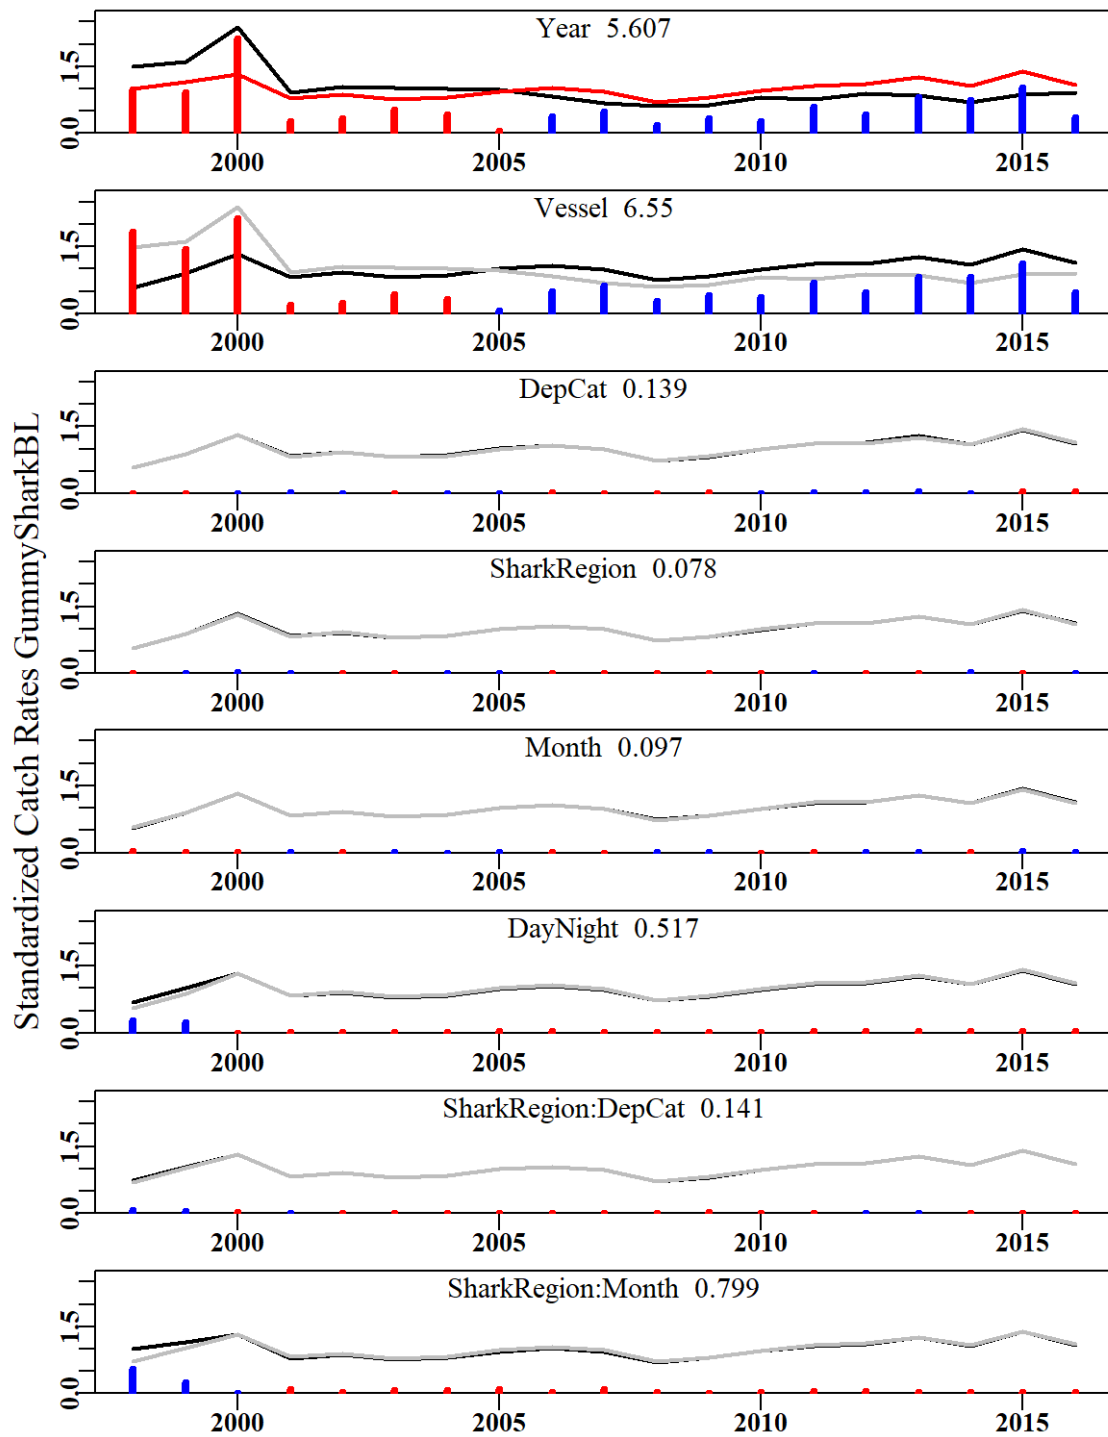 Standardized Catch Rates GummySharkBL
Year 5.607
1.5
0.0
2000 2005 2010 2015
Vessel 6.55
1.5
0.0
2000 2005 2010 2015
DepCat 0.139
1.5
0.0
2000 2005 2010 2015
SharkRegion 0.078
1.5
0.0
2000 2005 2010 2015
Month 0.097
1.5
0.0
2000 2005 2010 2015
DayNight 0.517
1.5
0.0
2000 2005 2010 2015
SharkRegion:DepCat 0.141
1.5
0.0
2000 2005 2010 2015
SharkRegion:Month 0.799
1.5
0.0
2000 2005 2010 2015